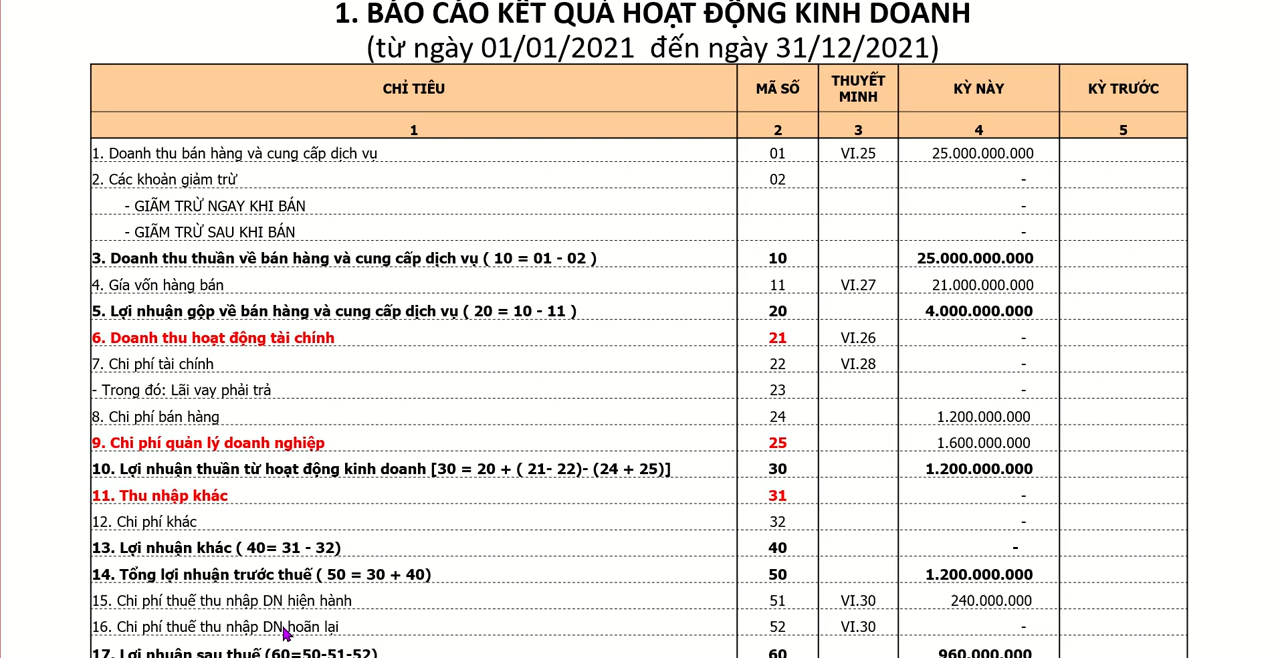 1. BÁO CÁO KẾT QUẢ HOẠT ĐỘNG KINH DOANH
(từ ngày 01/01/2021 đến ngày 31/12/2021)
CHỈ TIÊU MÃ SỐ THUYẾT MINH KỲ NÀY KỲ TRƯỚC
1 2 3 4 5
1. Doanh thu bán hàng và cung cấp dịch vụ 01 VI.25 25.000.000.000
2. Các khoản giảm trừ 02 -
- GIÃM TRỪ NGAY KHI BÁN -
- GIÃM TRỪ SAU KHI BÁN -
3. Doanh thu thuần về bán hàng và cung cấp dịch vụ ( 10 = 01 - 02 ) 10 25.000.000.000
4. Gía vốn hàng bán 11 VI.27 21.000.000.000
5. Lợi nhuận gộp về bán hàng và cung cấp dịch vụ ( 20 = 10 - 11 ) 20 4.000.000.000
6. Doanh thu hoạt động tài chính 21 VI.26 -
7. Chi phí tài chính 22 VI.28 -
- Trong đó: Lãi vay phải trả 23 -
8. Chi phí bán hàng 24 1.200.000.000
9. Chi phí quản lý doanh nghiệp 25 1.600.000.000
10. Lợi nhuận thuần từ hoạt động kinh doanh [30 = 20 + ( 21- 22)- (24 + 25)] 30 1.200.000.000
11. Thu nhập khác 31 -
12. Chi phí khác 32 -
13. Lợi nhuận khác ( 40= 31 - 32) 40 -
14. Tổng lợi nhuận trước thuế ( 50 = 30 + 40) 50 1.200.000.000
15. Chi phí thuế thu nhập DN hiện hành 51 VI.30 240.000.000
16. Chi phí thuế thu nhập DN hoãn lại 52 VI.30 -
17. Lợi nhuận sau thuế (60=50-51-52) 60 960.000.000